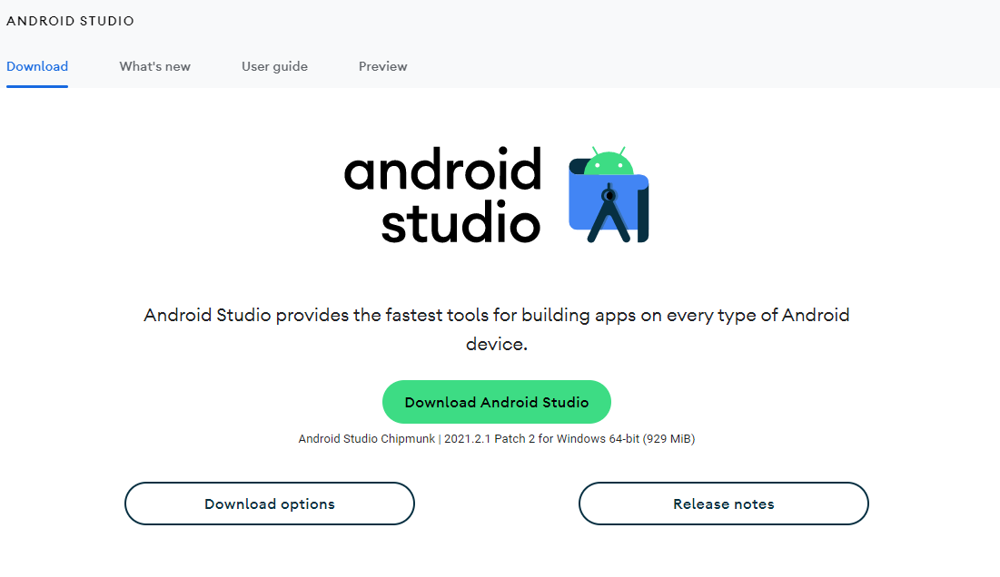 ANDROID STUDIO
Download What's new User guide Preview
android
studio
Android Studio provides the fastest tools for building apps on every type of Android
device.
Download Android Studio
Android Studio Chipmunk | 2021.2.1 Patch 2 for Windows 64-bit (929 MiB)
Download options Release notes